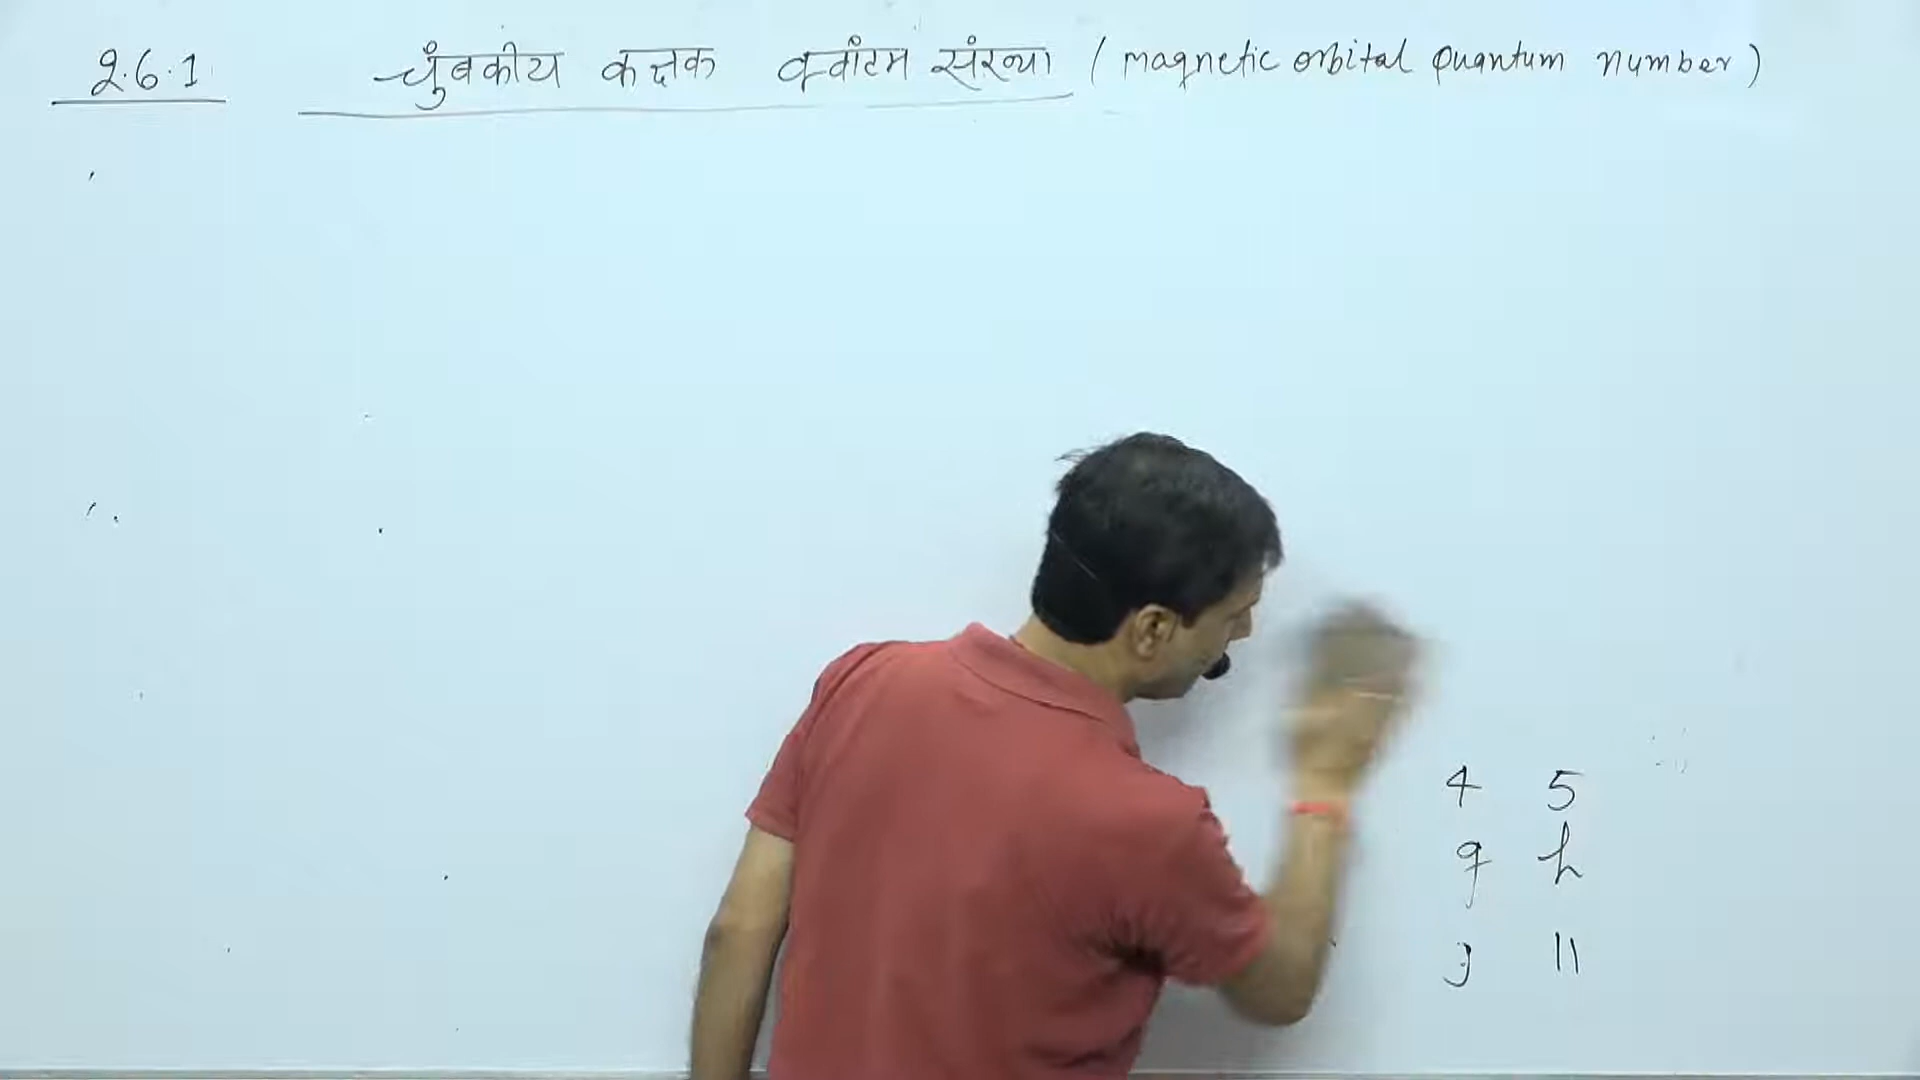 2.6.1 चुंबकीय कक्षक क्वांटम संख्या (magnetic orbital quantum number)
4 5
g h
9 11